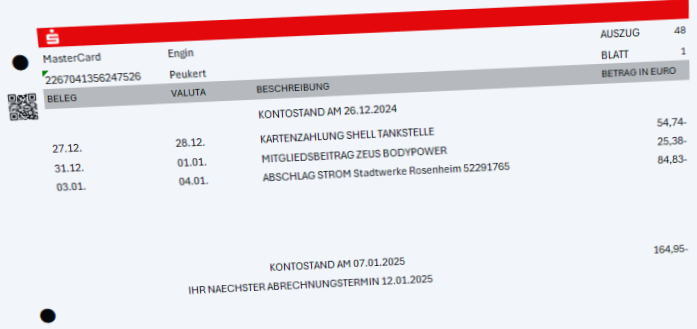 MasterCard Engin AUSZUG 48
2267041356247526 Peukert BLATT 1
BELEG VALUTA BESCHREIBUNG BETRAG IN EURO
KONTOSTAND AM 26.12.2024
27.12. 28.12. KARTENZAHLUNG SHELL TANKSTELLE 54,74-
31.12. 01.01. MITGLIEDSBEITRAG ZEUS BODYPOWER 25,38-
03.01. 04.01. ABSCHLAG STROM Stadtwerke Rosenheim 52291765 84,83-
KONTOSTAND AM 07.01.2025 164,95-
IHR NAECHSTER ABRECHNUNGSTERMIN 12.01.2025